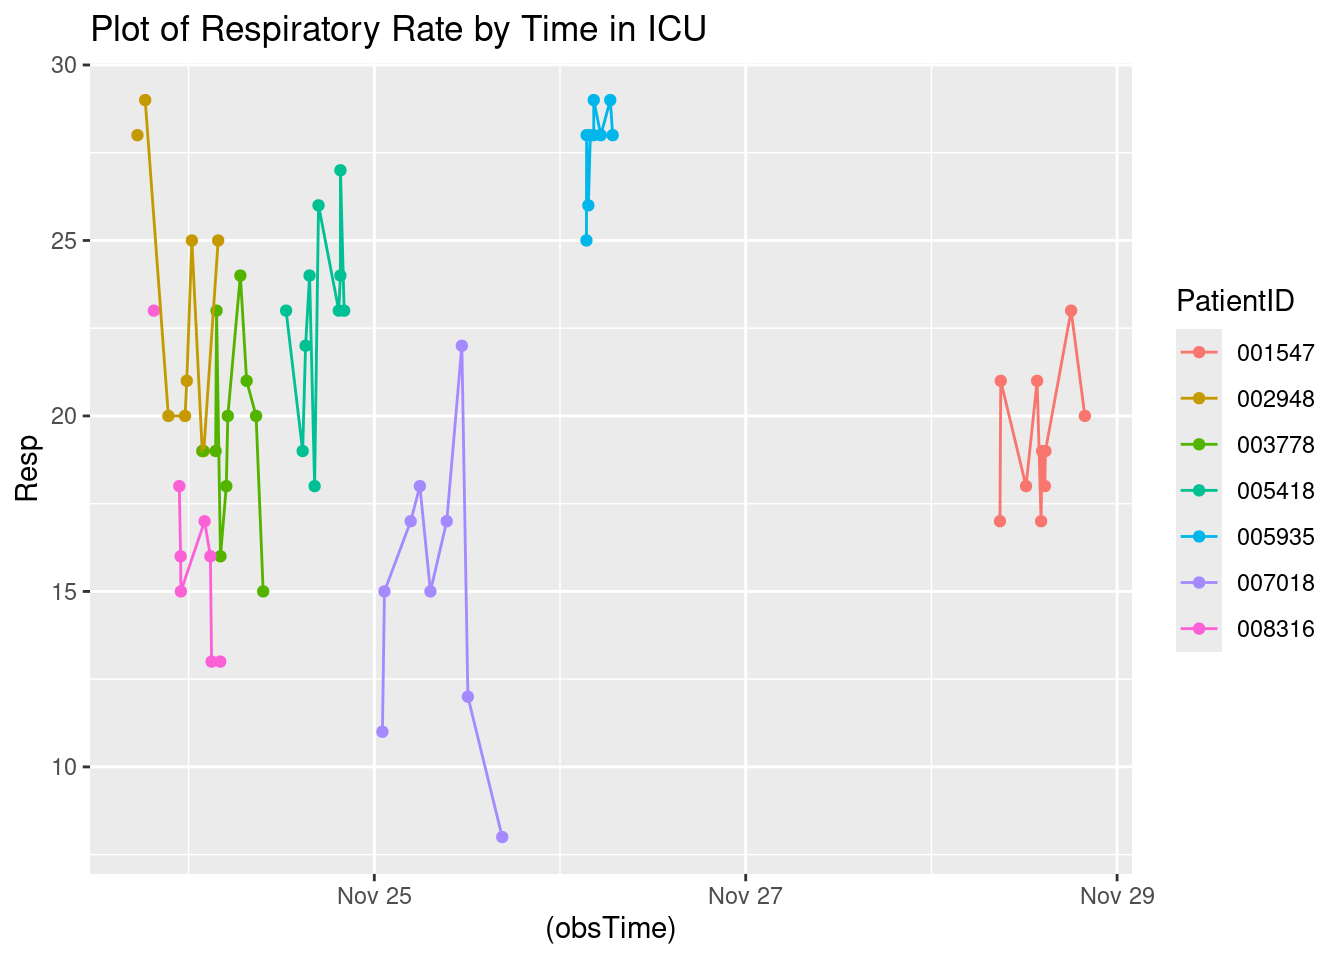 Plot of Respiratory Rate by Time in ICU
30
25
20
15
10
Resp
Nov 25
Nov 27
Nov 29
(obsTime)
PatientID
001547
002948
003778
005418
005935
007018
008316